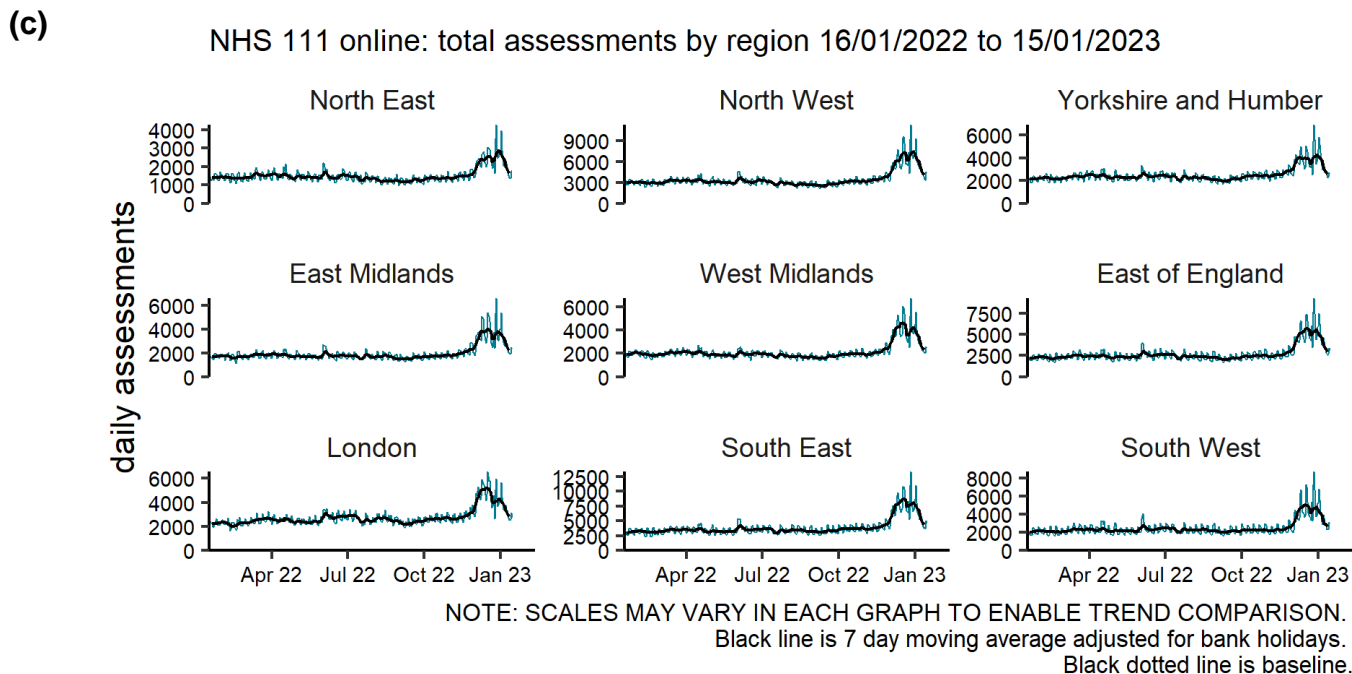 (c)
NHS 111 online: total assessments by region 16/01/2022 to 15/01/2023
daily assessments
North East
4000
3000
2000
1000
0
North West
9000
6000
3000
0
Yorkshire and Humber
6000
4000
2000
0
East Midlands
6000
4000
2000
0
West Midlands
6000
4000
2000
0
East of England
7500
5000
2500
0
London
6000
4000
2000
0
Apr 22 Jul 22 Oct 22 Jan 23
South East
12500
10000
7500
5000
2500
0
Apr 22 Jul 22 Oct 22 Jan 23
South West
8000
6000
4000
2000
0
Apr 22 Jul 22 Oct 22 Jan 23
NOTE: SCALES MAY VARY IN EACH GRAPH TO ENABLE TREND COMPARISON.
Black line is 7 day moving average adjusted for bank holidays.
Black dotted line is baseline.